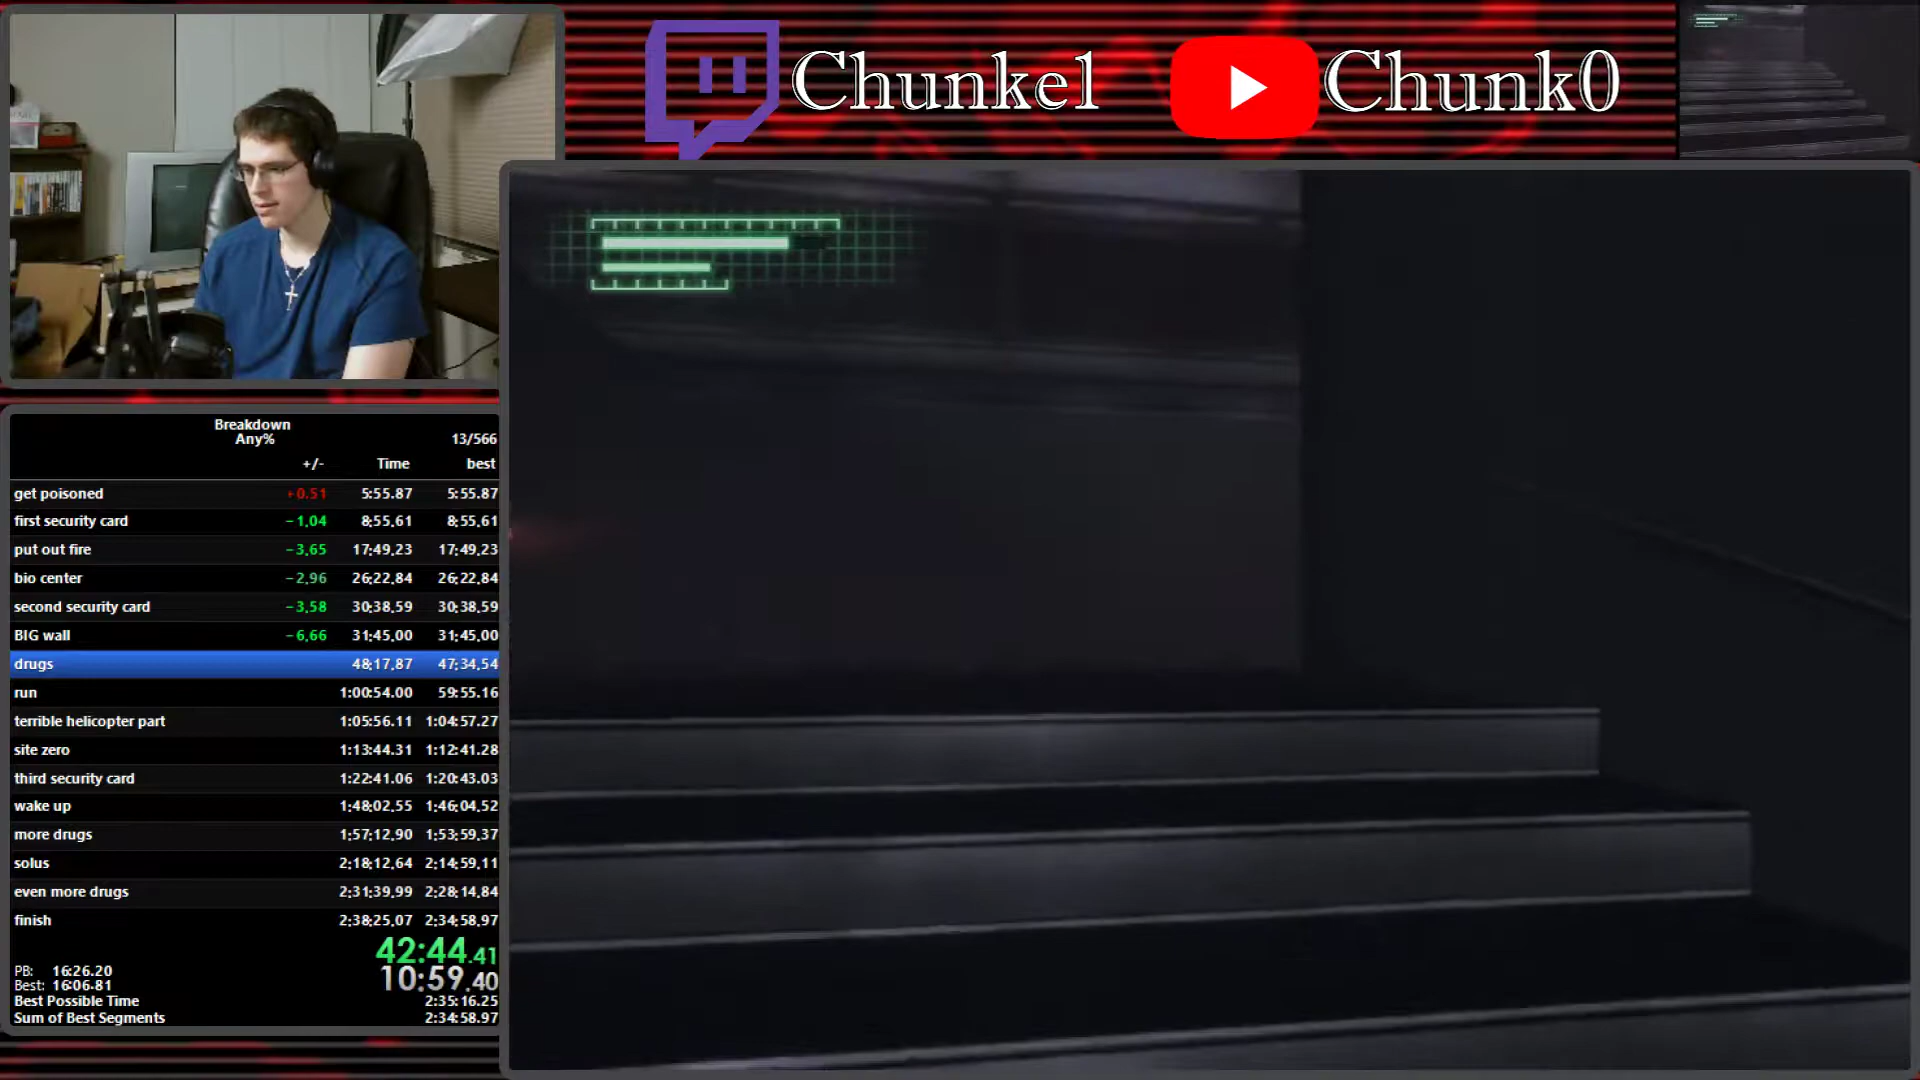 Chunkel
Chunk0
Breakdown
Any%
13/566
+/- Time best
get poisoned +0.51 5:55.87 5:55.87
first security card -1.04 8:55.61 8:55.61
put out fire -3.65 17:49.23 17:49.23
bio center -2.96 26:22.84 26:22.84
second security card -3.58 30:38.59 30:38.59
BIG wall -6.66 31:45.00 31:45.00
drugs 48:17.87 47:34.54
run 1:00:54.00 59:55.16
terrible helicopter part 1:05:56.11 1:04:57.27
site zero 1:13:44.31 1:12:41.28
third security card 1:22:41.06 1:20:43.03
wake up 1:48:02.55 1:46:04.52
more drugs 1:57:12.90 1:53:59.37
solus 2:18:12.64 2:14:59.11
even more drugs 2:31:39.99 2:28:14.84
finish 2:38:25.07 2:34:58.97
42:44.41
PB: 16:26.20
Best: 16:06.81
10:59.40
Best Possible Time 2:35:16.25
Sum of Best Segments 2:34:58.97